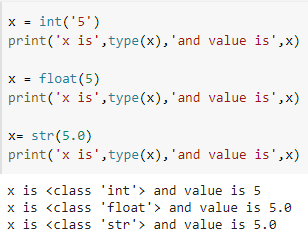 x = int('5')
print('x is',type(x),'and value is',x)
x = float(5)
print('x is',type(x),'and value is',x)
x= str(5.0)
print('x is',type(x),'and value is',x)
x is <class 'int'> and value is 5
x is <class 'float'> and value is 5.0
x is <class 'str'> and value is 5.0